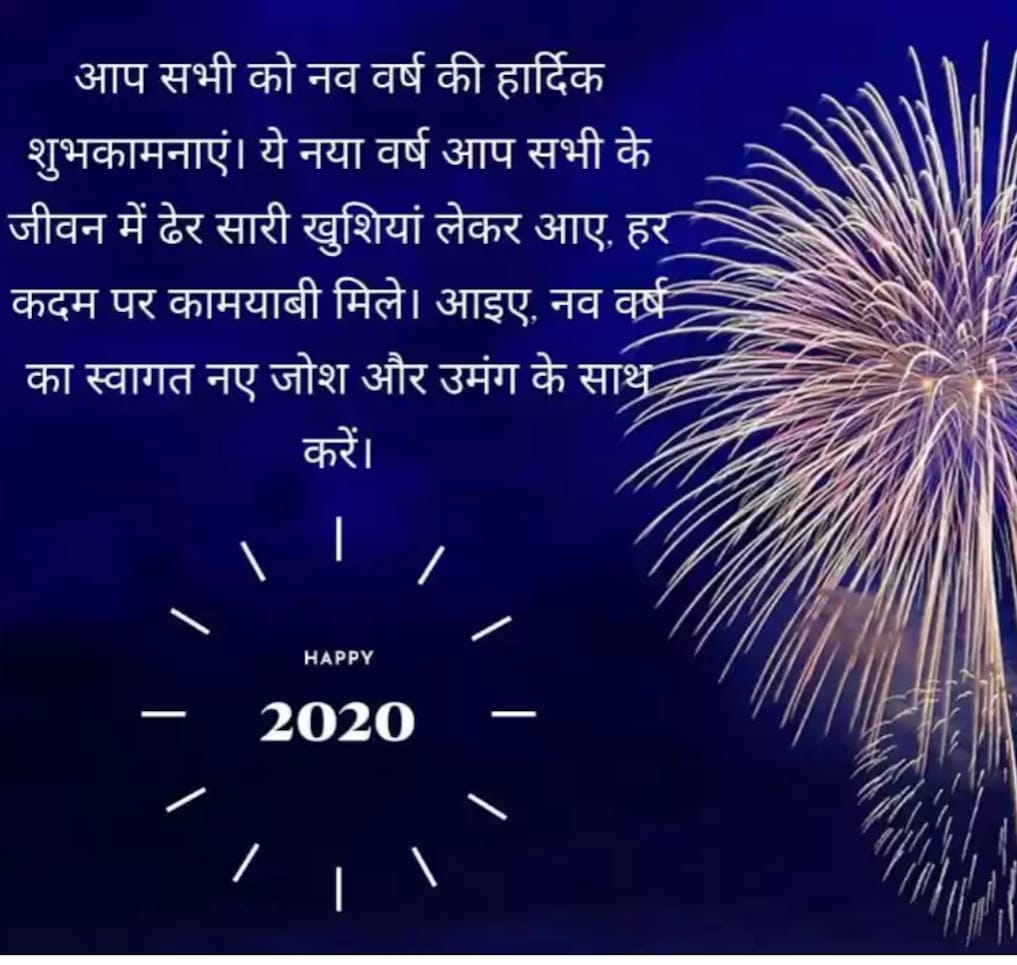 आप सभी को नव वर्ष की हार्दिक
शुभकामनाएं। ये नया वर्ष आप सभी के
जीवन में ढेर सारी खुशियां लेकर आए, हर
कदम पर कामयाबी मिले। आइए, नव वर्ष
का स्वागत नए जोश और उमंग के साथ
करें।
HAPPY
2020